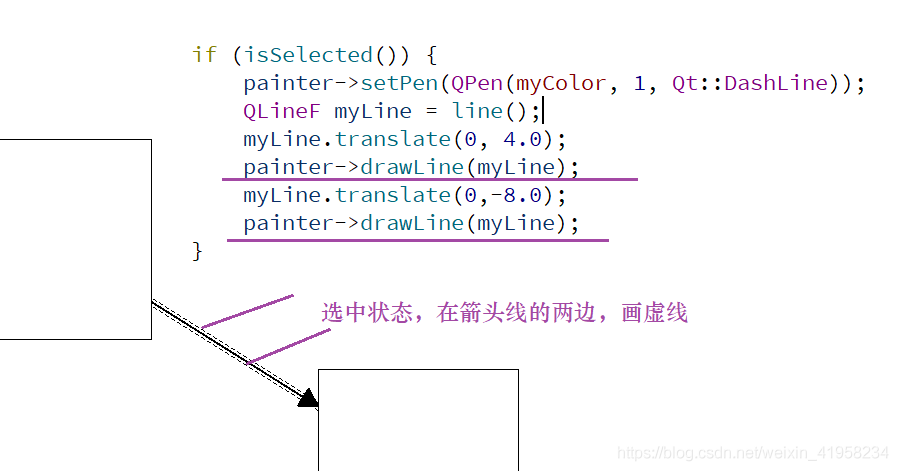 if (isSelected()) {
painter->setPen(QPen(myColor, 1, Qt::DashLine));
QLineF myLine = line();
myLine.translate(0, 4.0);
painter->drawLine(myLine);
myLine.translate(0,-8.0);
painter->drawLine(myLine);
}
选中状态，在箭头线的两边，画虚线
https://blog.csdn.net/weixin_41958234